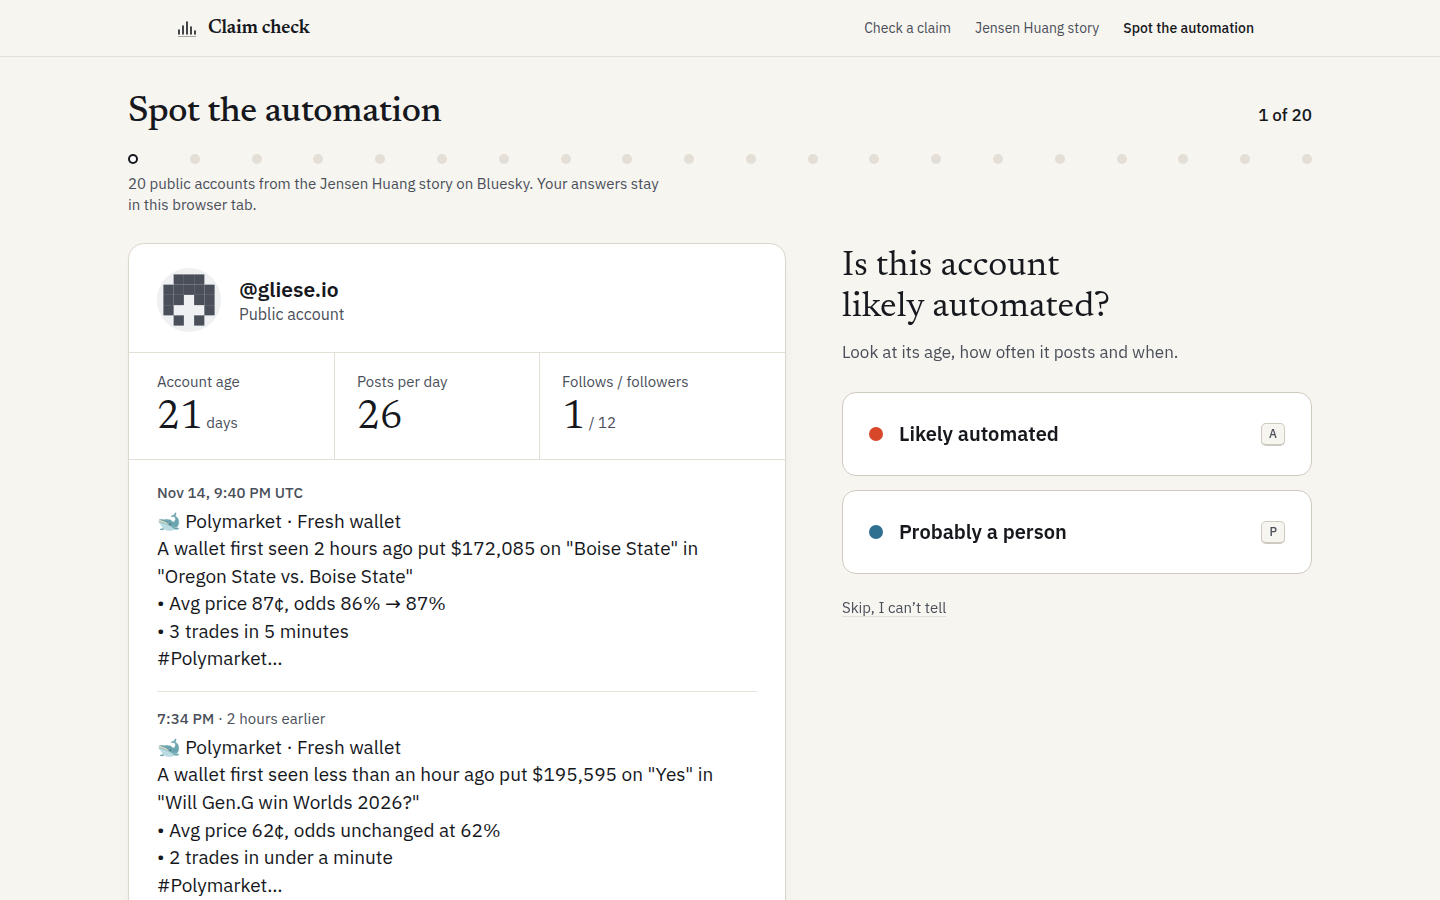 Claim check
Check a claim
Jensen Huang story
Spot the automation
Spot the automation
1 of 20
20 public accounts from the Jensen Huang story on Bluesky. Your answers stay
in this browser tab.
@gliese.io
Public account
Account age
21 days
Posts per day
26
Follows / followers
1 / 12
Nov 14, 9:40 PM UTC
🐋 Polymarket · Fresh wallet
A wallet first seen 2 hours ago put $172,085 on "Boise State" in
"Oregon State vs. Boise State"
• Avg price 87¢, odds 86% → 87%
• 3 trades in 5 minutes
#Polymarket…
7:34 PM · 2 hours earlier
🐋 Polymarket · Fresh wallet
A wallet first seen less than an hour ago put $195,595 on "Yes" in
"Will Gen.G win Worlds 2026?"
• Avg price 62¢, odds unchanged at 62%
• 2 trades in under a minute
#Polymarket…
Is this account
likely automated?
Look at its age, how often it posts and when.
Likely automated
A
Probably a person
P
Skip, I can’t tell